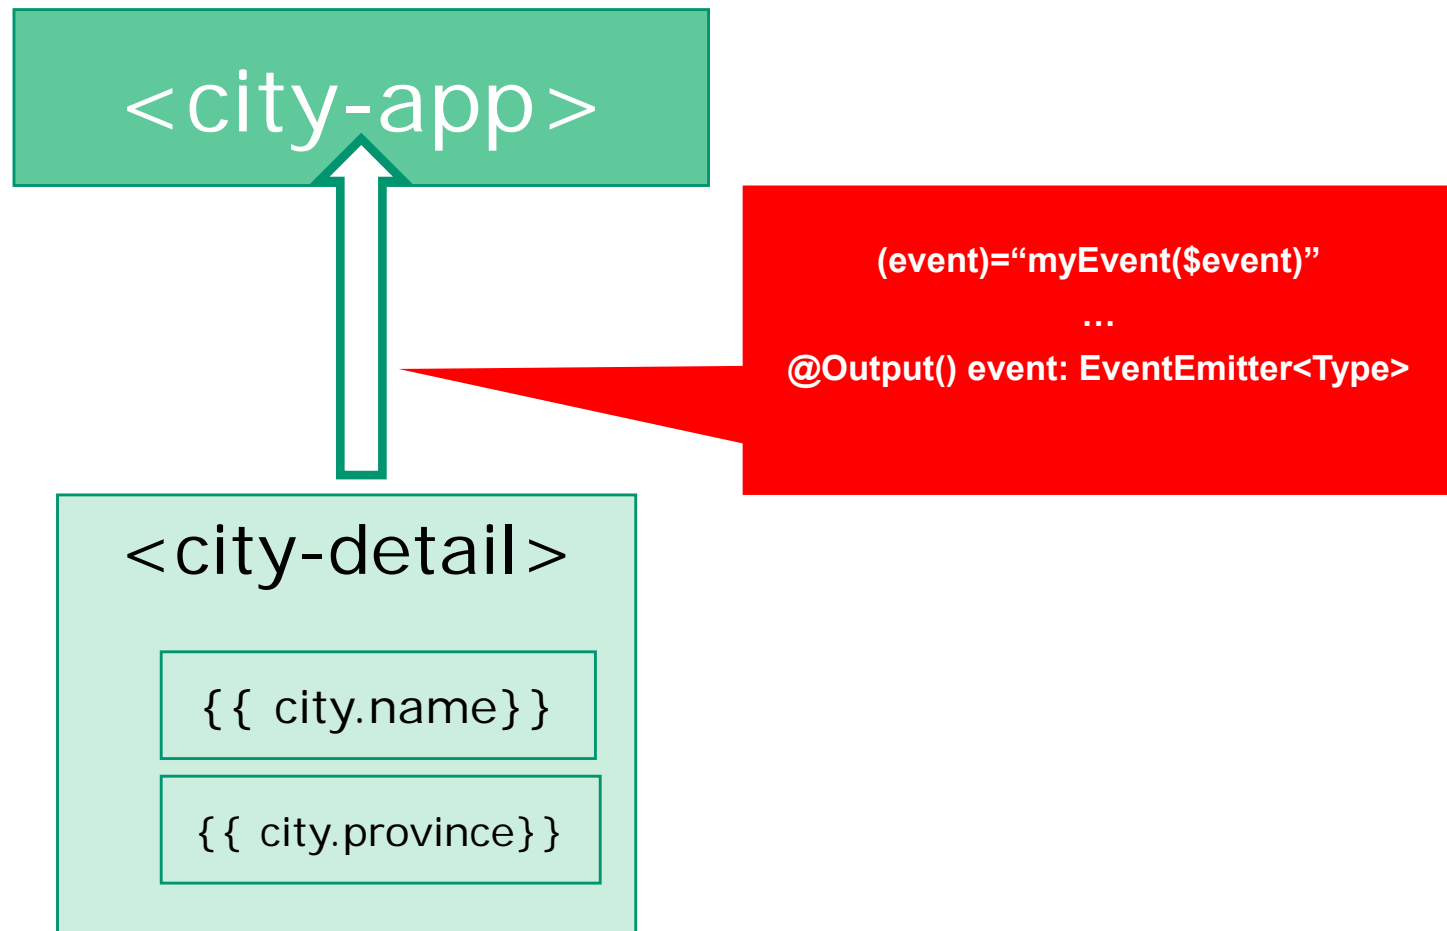 <city-app>
(event)=“myEvent($event)”
…
@Output() event: EventEmitter<Type>
<city-detail>
{{ city.name}}
{{ city.province}}